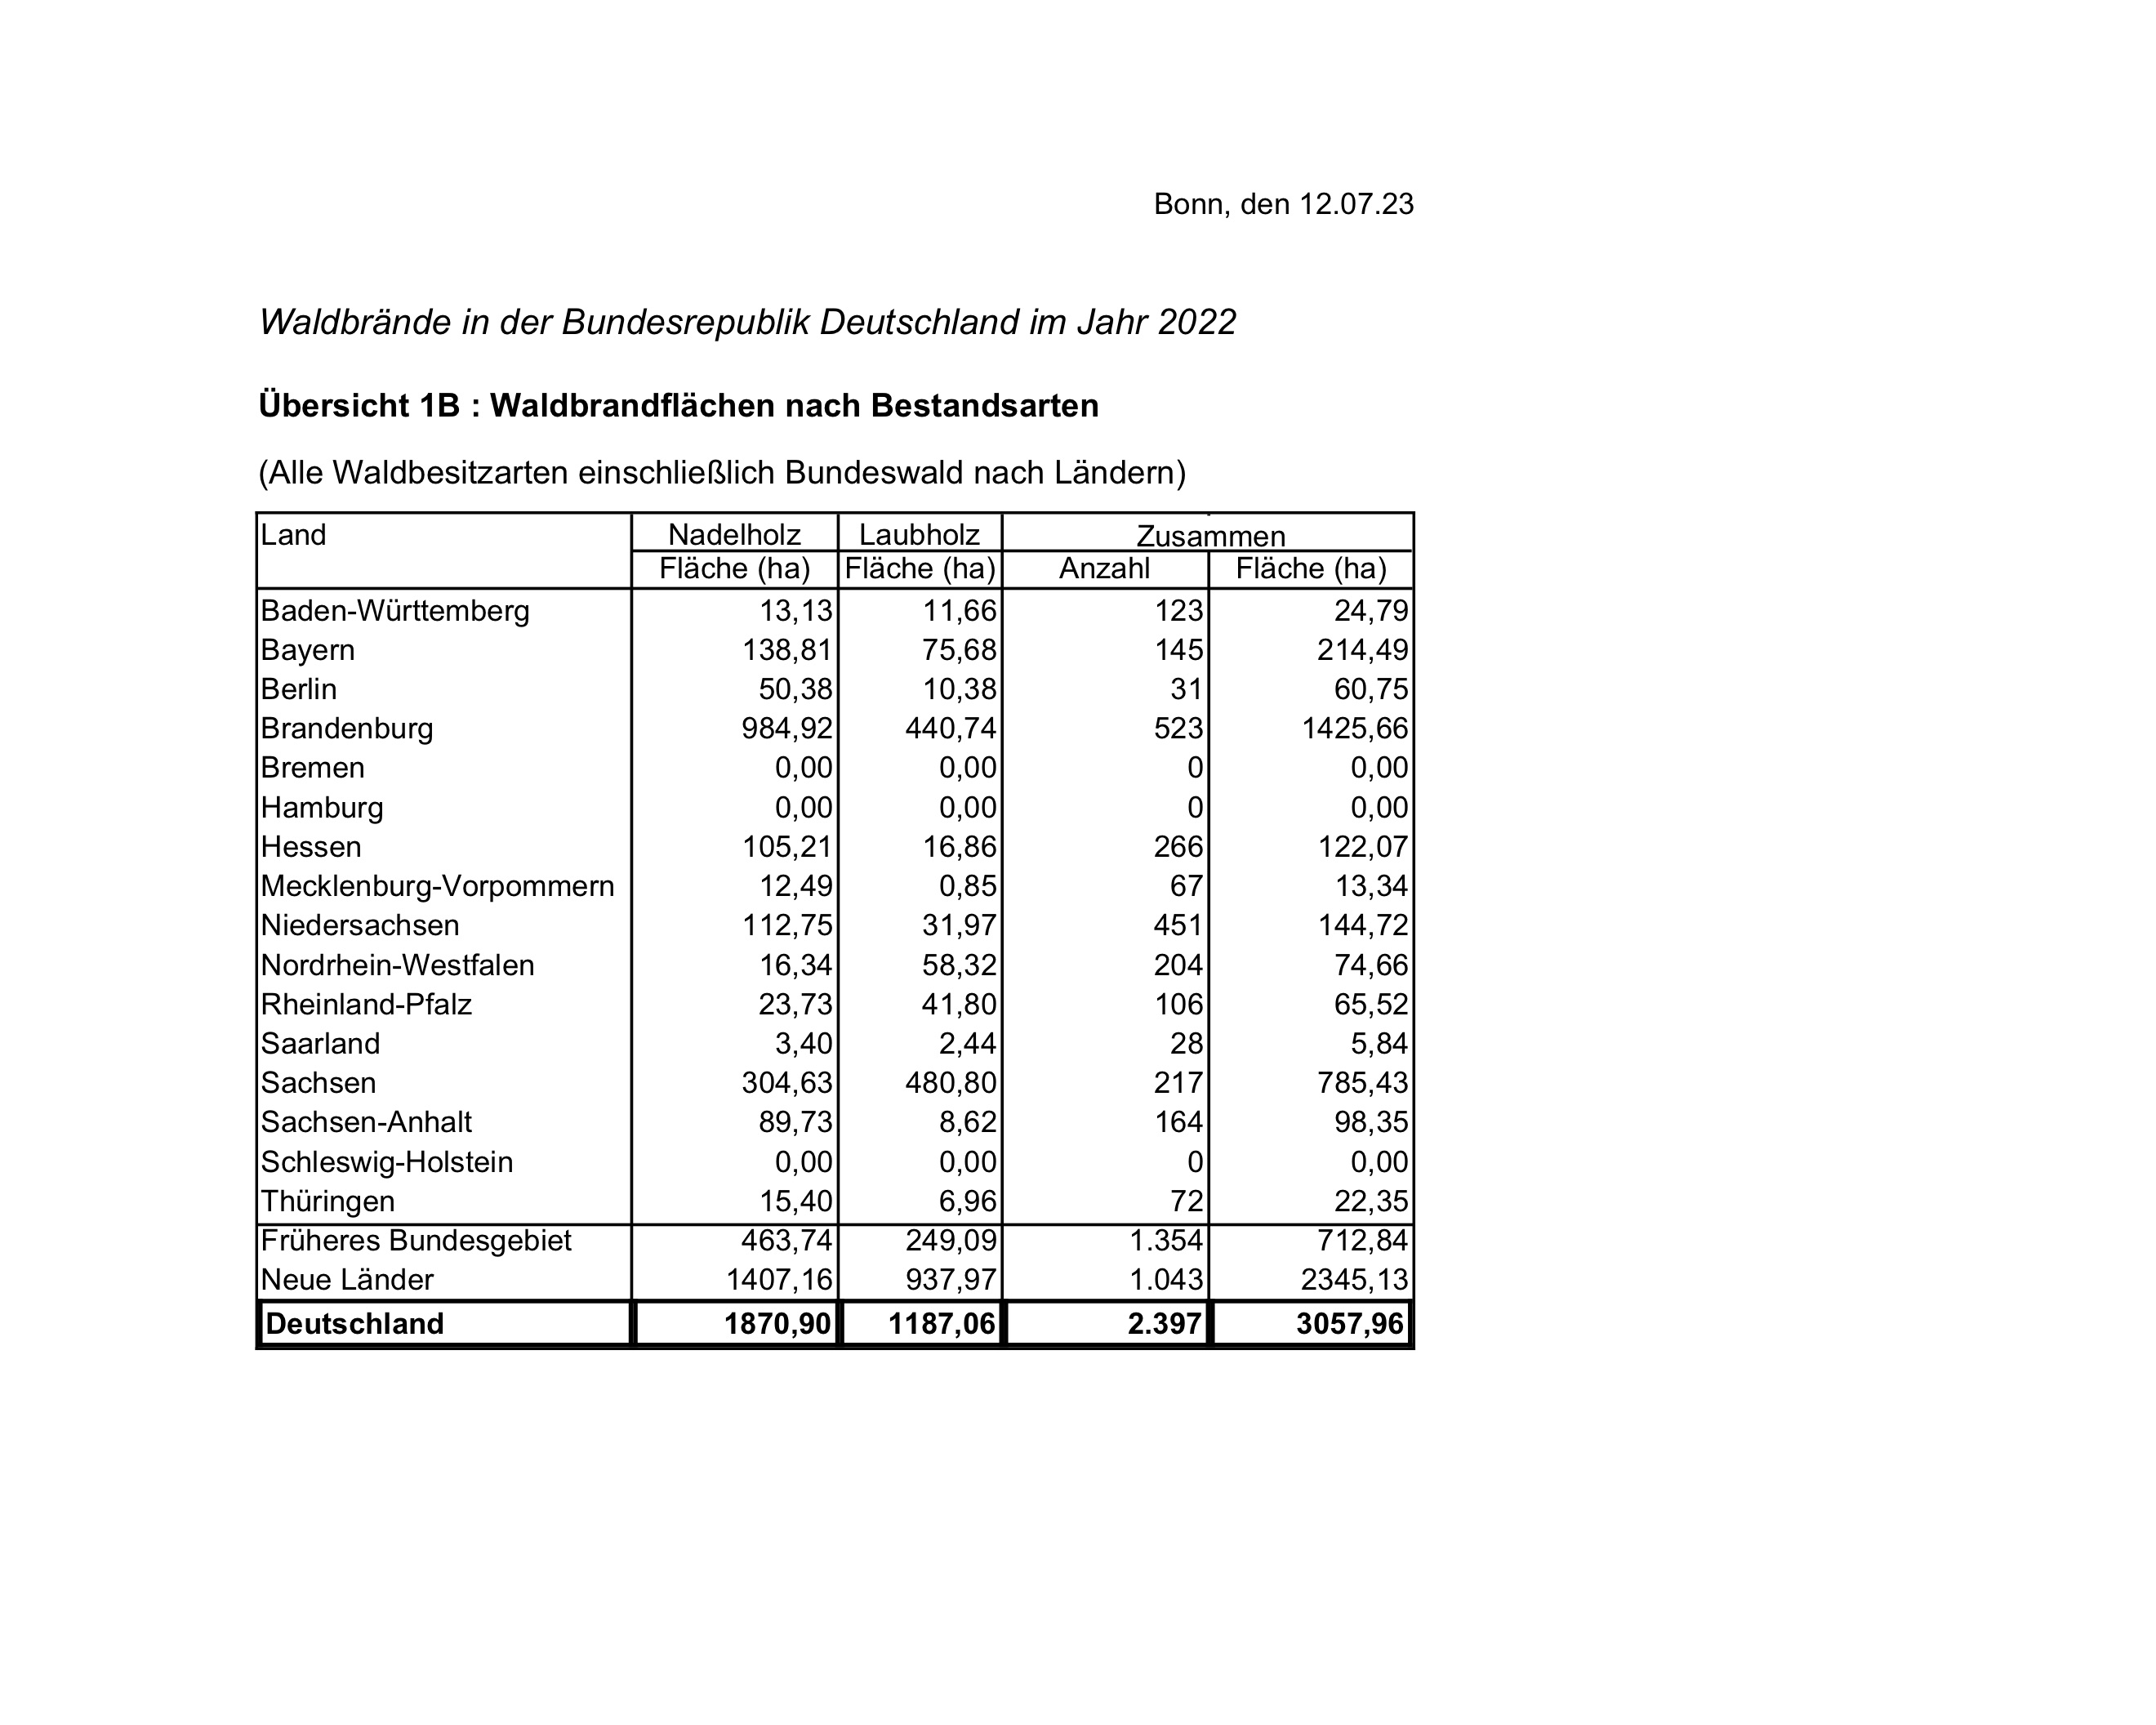 Bonn, den 12.07.23
Waldbrände in der Bundesrepublik Deutschland im Jahr 2022
Übersicht 1B : Waldbrandflächen nach Bestandsarten
(Alle Waldbesitzarten einschließlich Bundeswald nach Ländern)
Land Nadelholz Laubholz Zusammen
Fläche (ha) Fläche (ha) Anzahl Fläche (ha)
Baden-Württemberg 13,13 11,66 123 24,79
Bayern 138,81 75,68 145 214,49
Berlin 50,38 10,38 31 60,75
Brandenburg 984,92 440,74 523 1425,66
Bremen 0,00 0,00 0 0,00
Hamburg 0,00 0,00 0 0,00
Hessen 105,21 16,86 266 122,07
Mecklenburg-Vorpommern 12,49 0,85 67 13,34
Niedersachsen 112,75 31,97 451 144,72
Nordrhein-Westfalen 16,34 58,32 204 74,66
Rheinland-Pfalz 23,73 41,80 106 65,52
Saarland 3,40 2,44 28 5,84
Sachsen 304,63 480,80 217 785,43
Sachsen-Anhalt 89,73 8,62 164 98,35
Schleswig-Holstein 0,00 0,00 0 0,00
Thüringen 15,40 6,96 72 22,35
Früheres Bundesgebiet 463,74 249,09 1.354 712,84
Neue Länder 1407,16 937,97 1.043 2345,13
Deutschland 1870,90 1187,06 2.397 3057,96